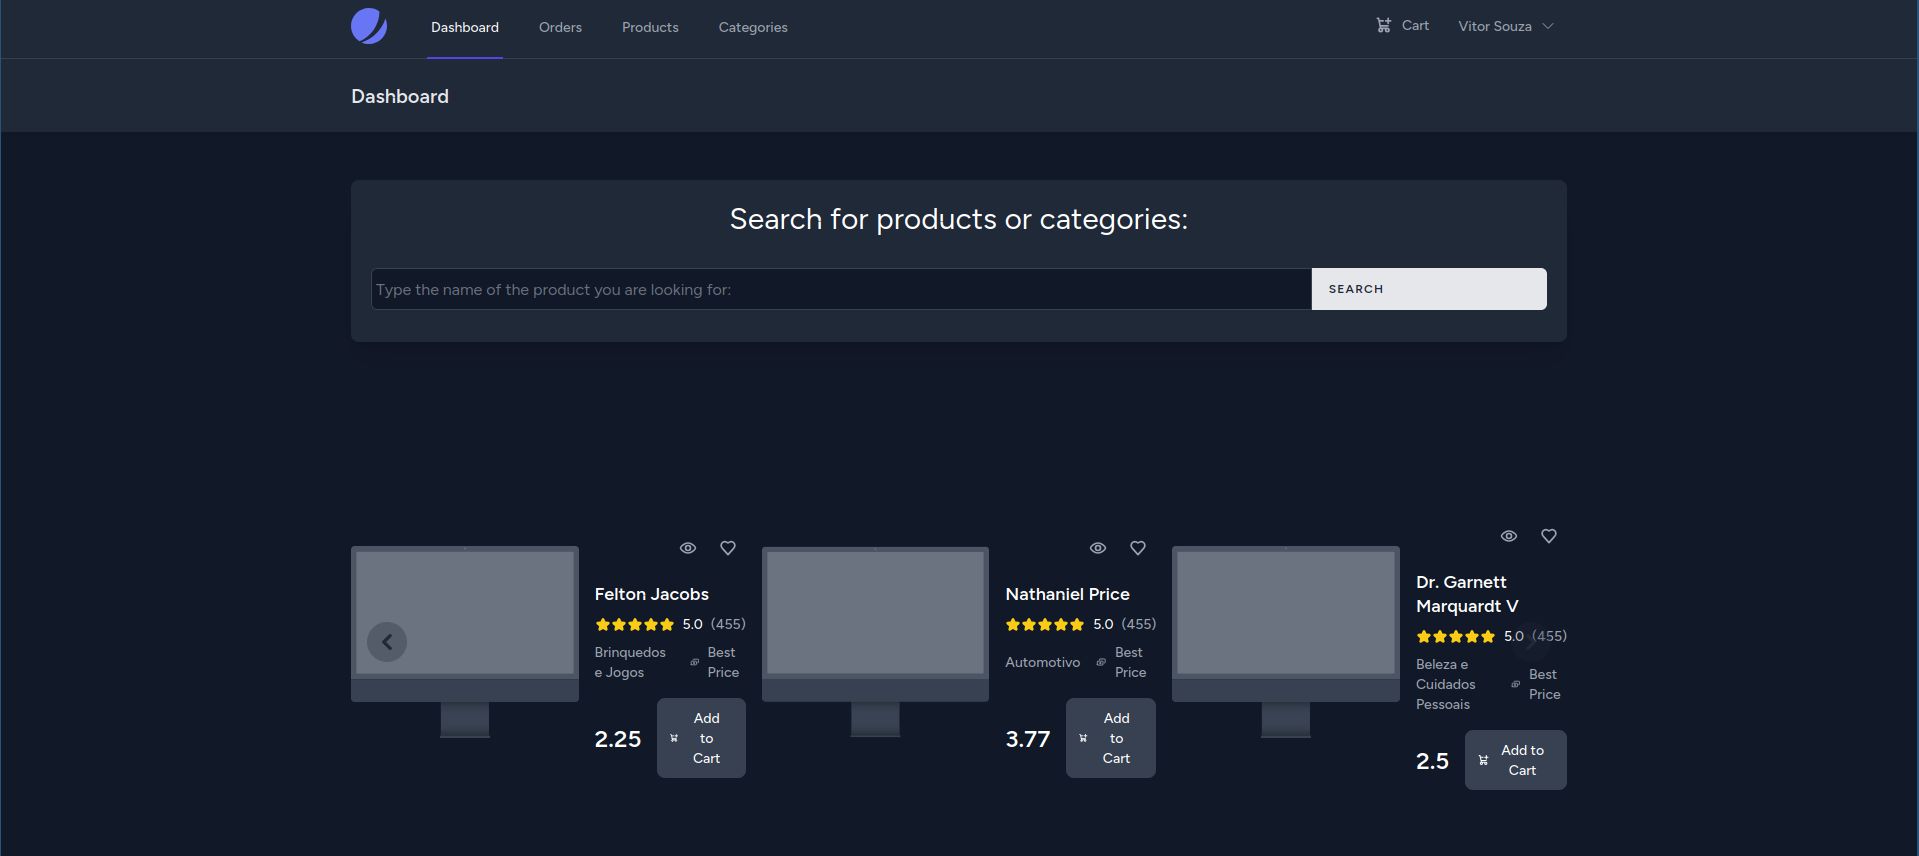 Dashboard Orders Products Categories Cart Vitor Souza
Dashboard
Search for products or categories:
Type the name of the product you are looking for:
SEARCH
Felton Jacobs
5.0 (455)
Brinquedos
e Jogos
Best
Price
2.25
Add
to
Cart
Nathaniel Price
5.0 (455)
Automotivo
Best
Price
3.77
Add
to
Cart
Dr. Garnett
Marquardt V
5.0 (455)
Beleza e
Cuidados
Pessoais
Best
Price
2.5
Add to
Cart